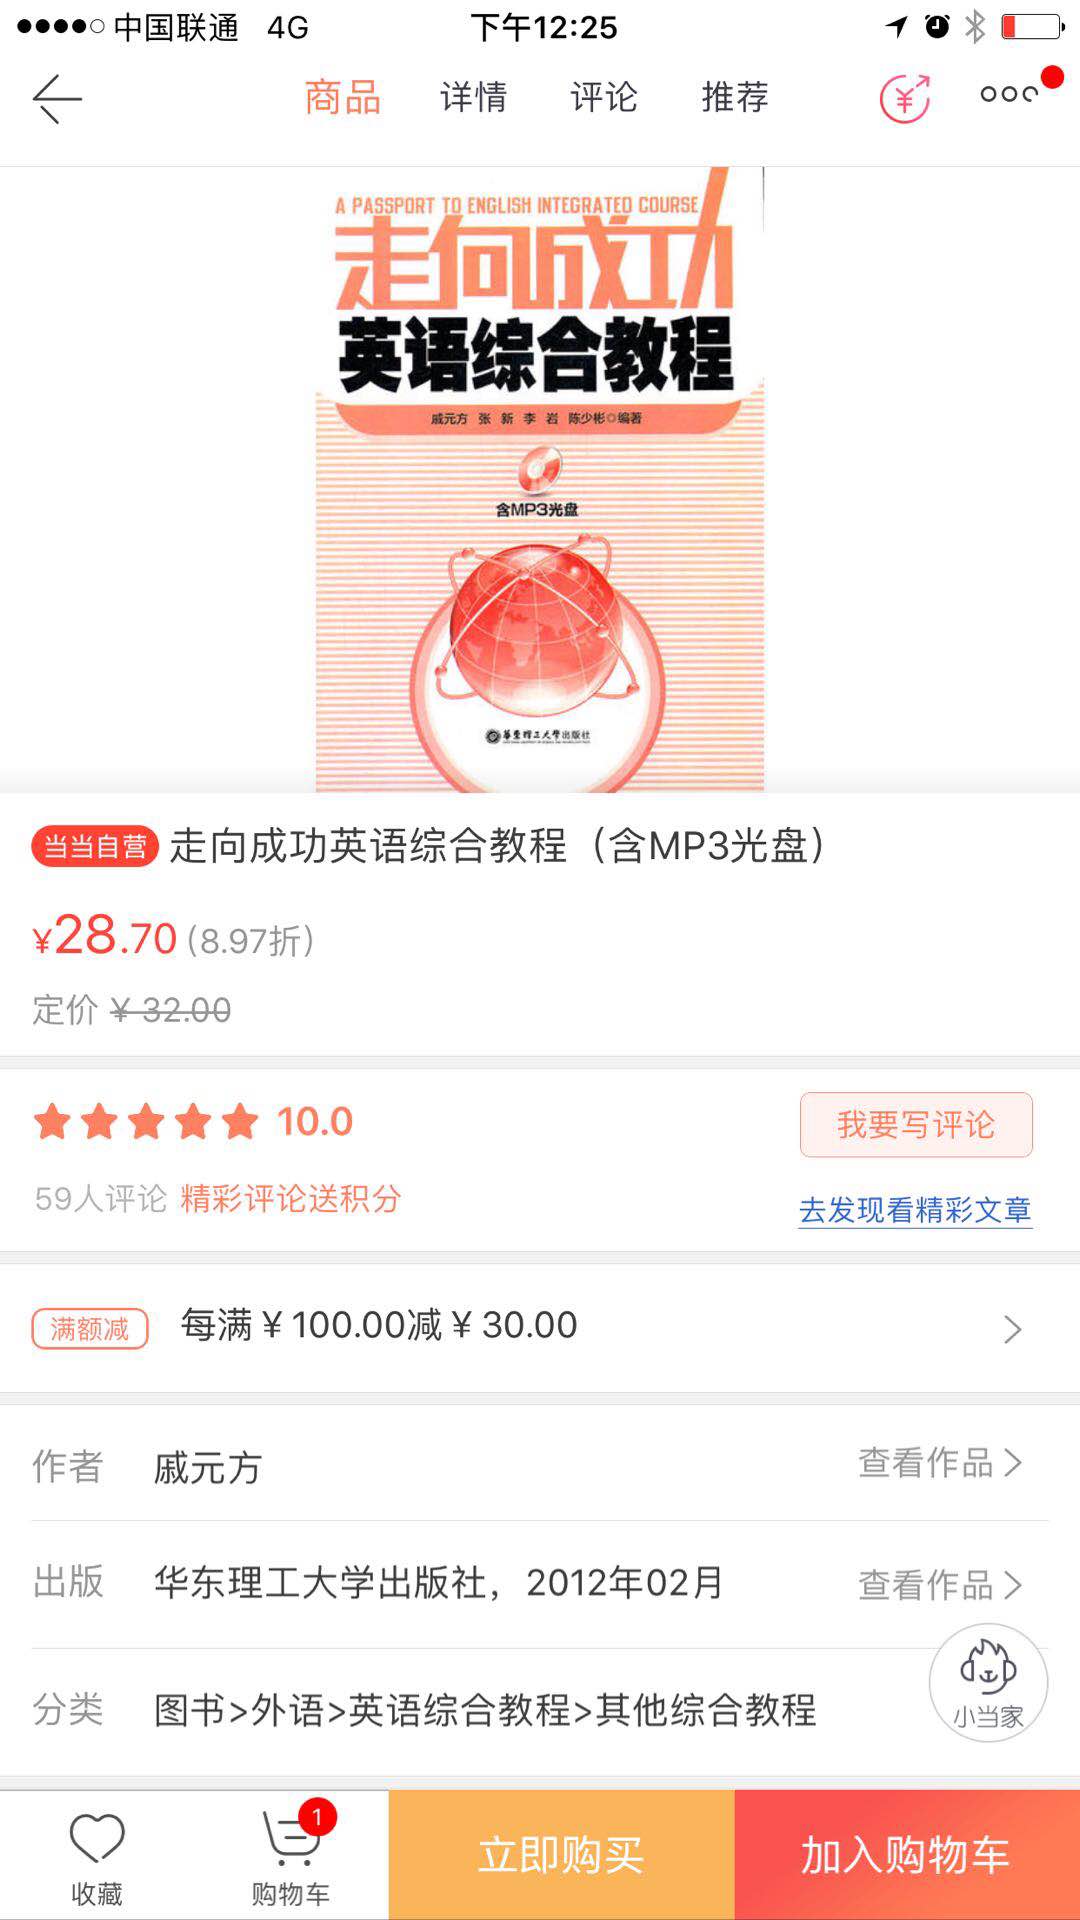 中国联通 4G 下午12:25
商品 详情 评论 推荐
A PASSPORT TO ENGLISH INTEGRATED COURSE
走向成功
英语综合教程
戚元方 张 新 李 岩 陈少彬◎编著
含MP3光盘
华东理工大学出版社
当当自营 走向成功英语综合教程（含MP3光盘）
¥28.70(8.97折)
定价 ¥ 32.00
10.0
我要写评论
59人评论 精彩评论送积分
去发现看精彩文章
满额减 每满¥100.00减¥30.00
作者 戚元方 查看作品
出版 华东理工大学出版社，2012年02月 查看作品
分类 图书>外语>英语综合教程>其他综合教程
小当家
1
收藏 购物车 立即购买 加入购物车